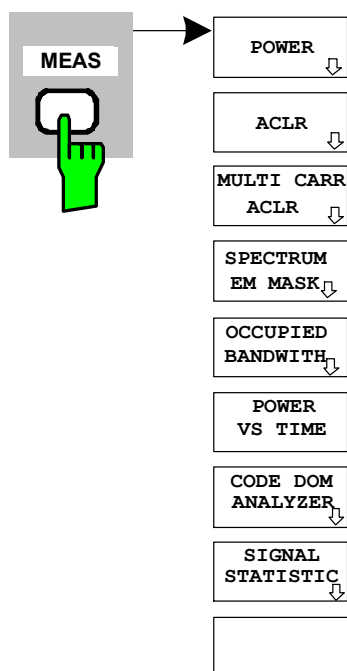 MEAS
POWER
ACLR
MULTI CARR
ACLR
SPECTRUM
EM MASK
OCCUPIED
BANDWITH
POWER
VS TIME
CODE DOM
ANALYZER
SIGNAL
STATISTIC